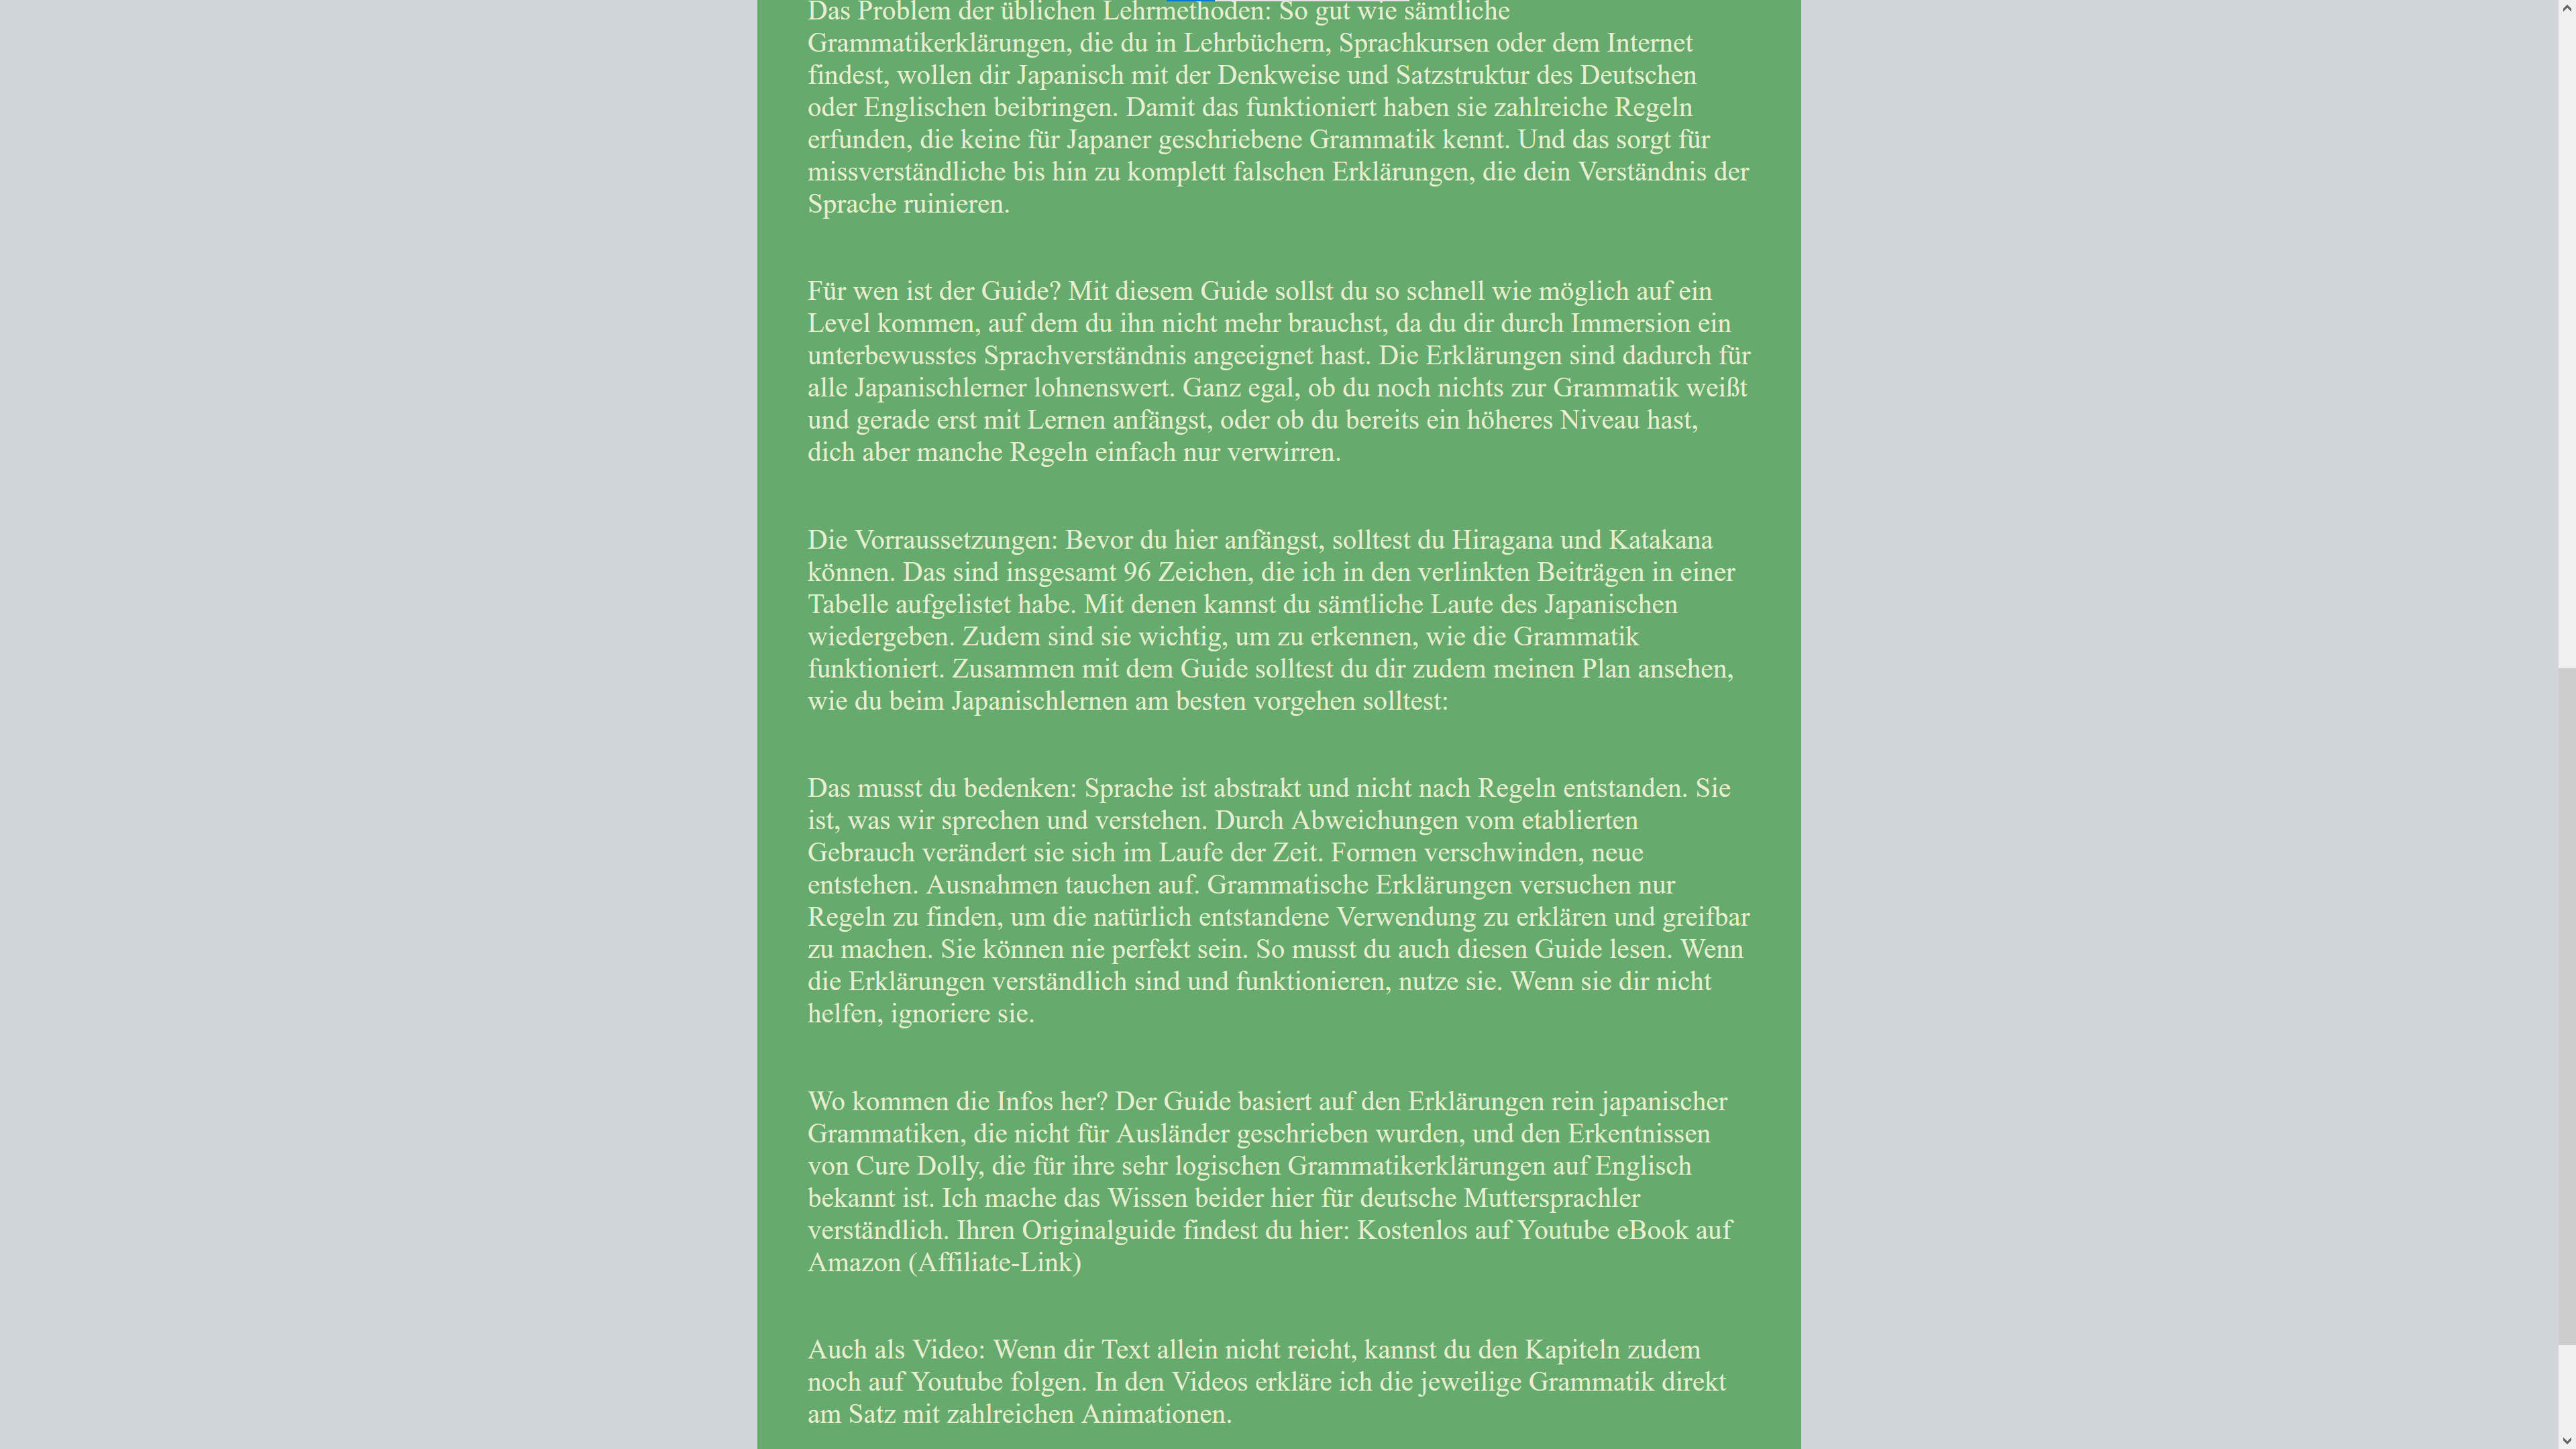 Das Problem der üblichen Lehrmethoden: So gut wie sämtliche
Grammatikerklärungen, die du in Lehrbüchern, Sprachkursen oder dem Internet
findest, wollen dir Japanisch mit der Denkweise und Satzstruktur des Deutschen
oder Englischen beibringen. Damit das funktioniert haben sie zahlreiche Regeln
erfunden, die keine für Japaner geschriebene Grammatik kennt. Und das sorgt für
missverständliche bis hin zu komplett falschen Erklärungen, die dein Verständnis der
Sprache ruinieren.
Für wen ist der Guide? Mit diesem Guide sollst du so schnell wie möglich auf ein
Level kommen, auf dem du ihn nicht mehr brauchst, da du dir durch Immersion ein
unterbewusstes Sprachverständnis angeeignet hast. Die Erklärungen sind dadurch für
alle Japanischlerner lohnenswert. Ganz egal, ob du noch nichts zur Grammatik weißt
und gerade erst mit Lernen anfängst, oder ob du bereits ein höheres Niveau hast,
dich aber manche Regeln einfach nur verwirren.
Die Vorraussetzungen: Bevor du hier anfängst, solltest du Hiragana und Katakana
können. Das sind insgesamt 96 Zeichen, die ich in den verlinkten Beiträgen in einer
Tabelle aufgelistet habe. Mit denen kannst du sämtliche Laute des Japanischen
wiedergeben. Zudem sind sie wichtig, um zu erkennen, wie die Grammatik
funktioniert. Zusammen mit dem Guide solltest du dir zudem meinen Plan ansehen,
wie du beim Japanischlernen am besten vorgehen solltest:
Das musst du bedenken: Sprache ist abstrakt und nicht nach Regeln entstanden. Sie
ist, was wir sprechen und verstehen. Durch Abweichungen vom etablierten
Gebrauch verändert sie sich im Laufe der Zeit. Formen verschwinden, neue
entstehen. Ausnahmen tauchen auf. Grammatische Erklärungen versuchen nur
Regeln zu finden, um die natürlich entstandene Verwendung zu erklären und greifbar
zu machen. Sie können nie perfekt sein. So musst du auch diesen Guide lesen. Wenn
die Erklärungen verständlich sind und funktionieren, nutze sie. Wenn sie dir nicht
helfen, ignoriere sie.
Wo kommen die Infos her? Der Guide basiert auf den Erklärungen rein japanischer
Grammatiken, die nicht für Ausländer geschrieben wurden, und den Erkentnissen
von Cure Dolly, die für ihre sehr logischen Grammatikerklärungen auf Englisch
bekannt ist. Ich mache das Wissen beider hier für deutsche Muttersprachler
verständlich. Ihren Originalguide findest du hier: Kostenlos auf Youtube eBook auf
Amazon (Affiliate-Link)
Auch als Video: Wenn dir Text allein nicht reicht, kannst du den Kapiteln zudem
noch auf Youtube folgen. In den Videos erkläre ich die jeweilige Grammatik direkt
am Satz mit zahlreichen Animationen.